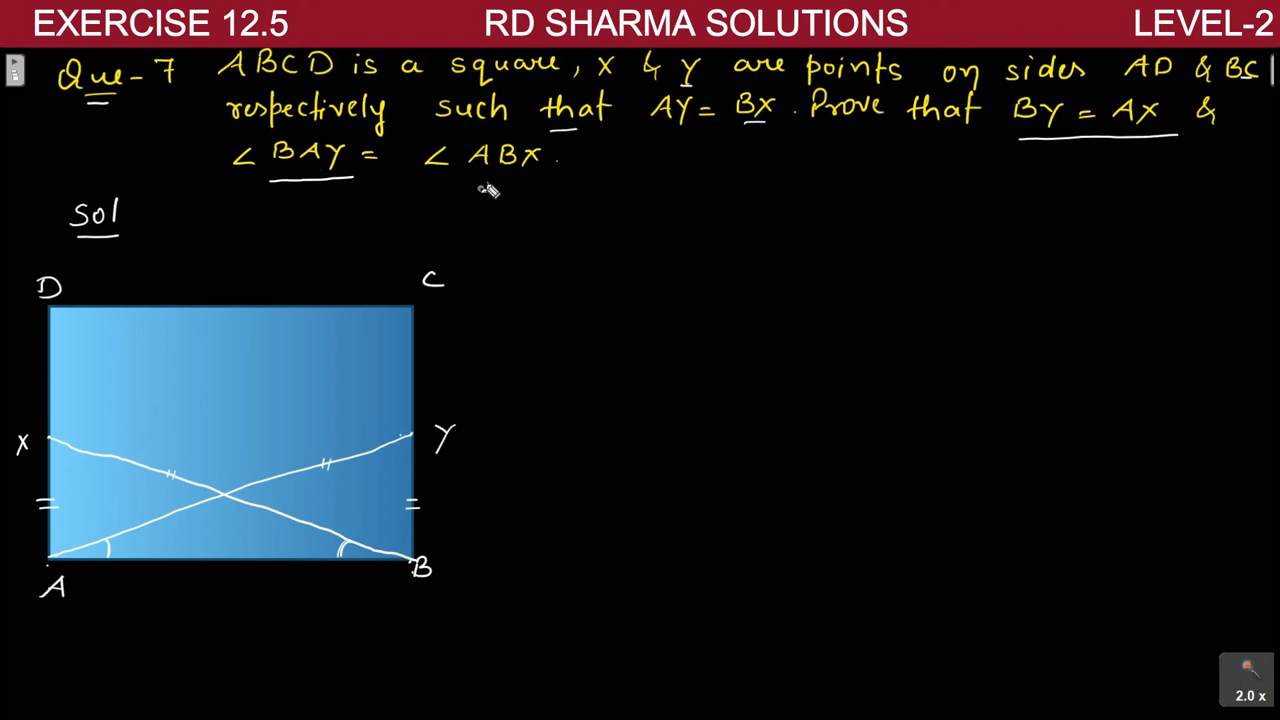 EXERCISE 12.5 RD SHARMA SOLUTIONS LEVEL-2
Que-7 ABCD is a square, X & Y are points on sides AD & BC
respectively such that AY = BX . Prove that BY = AX &
∠ BAY = ∠ ABX .
Sol
D C
X Y
A B
2.0 x